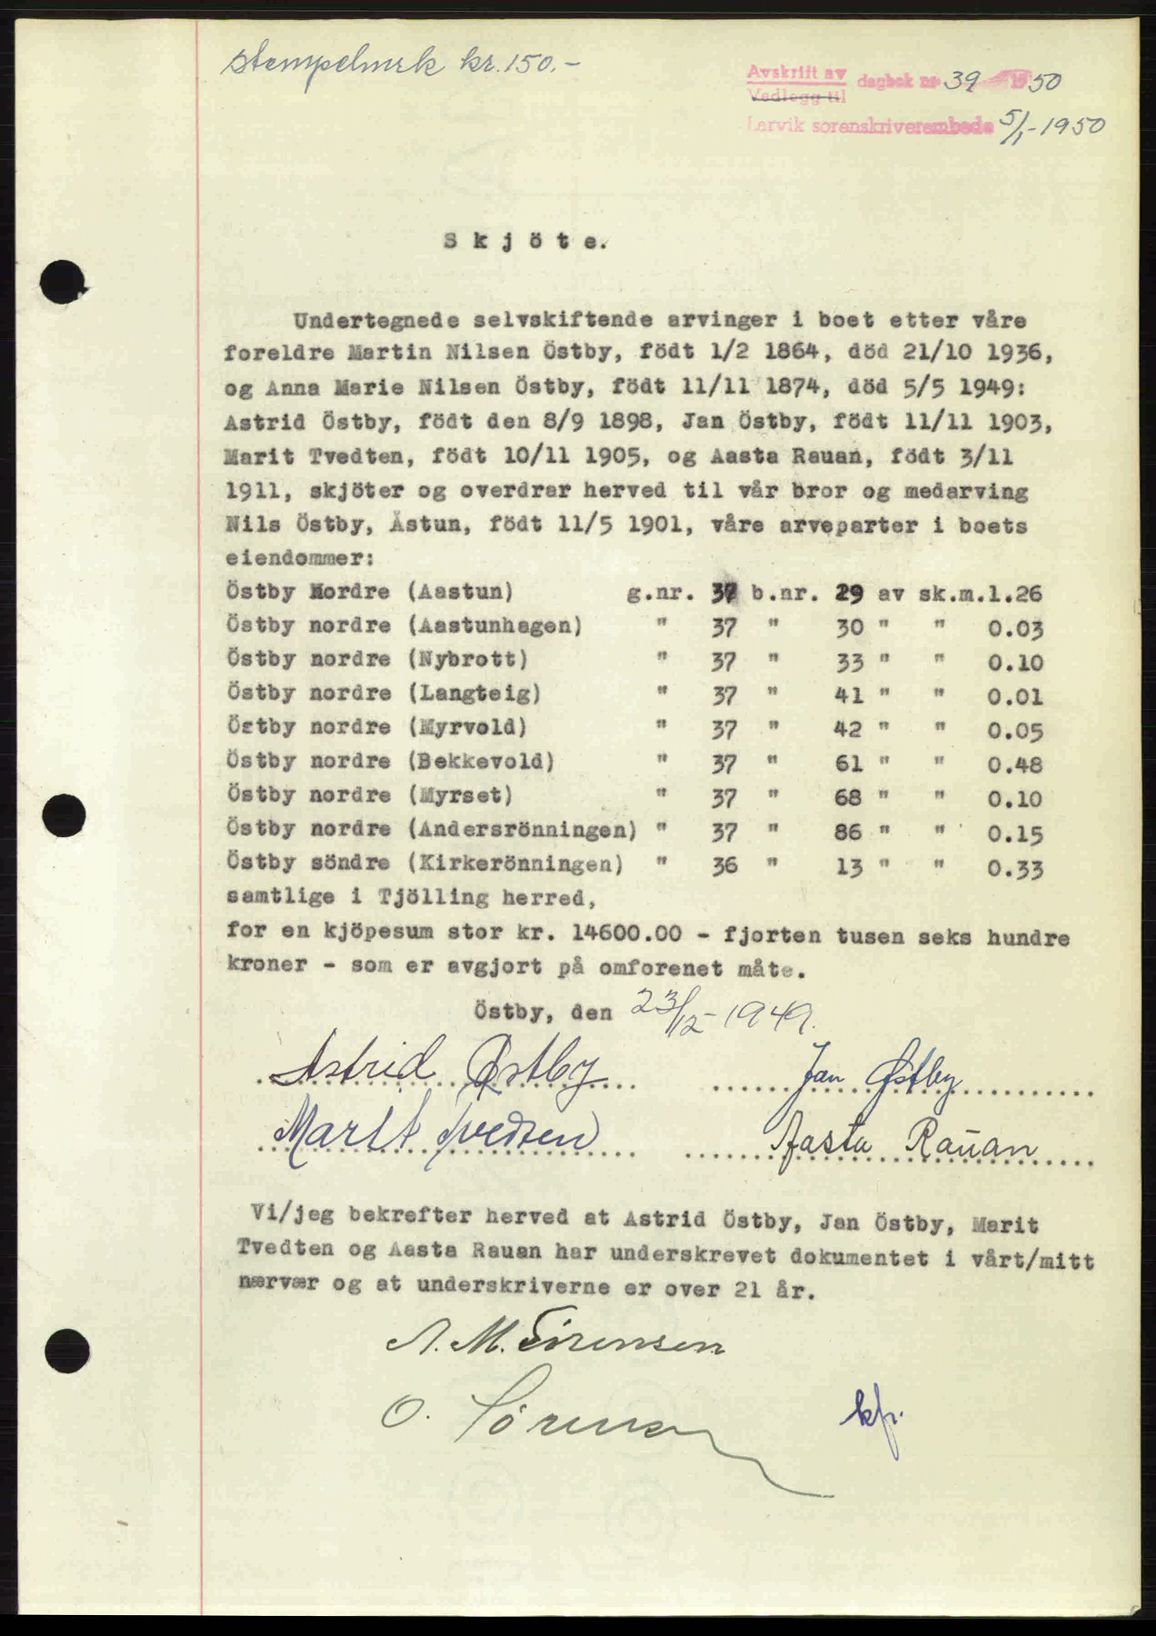 Stempelmrk kr. 150.-
Avskrift av dagbok nr 39 1950
Vedlegg til
Larvik sorenskriverembede 5/1-1950
Skjöte.
Undertegnede selvskiftende arvinger i boet etter våre
foreldre Martin Nilsen Östby, födt 1/2 1864, död 21/10 1936,
og Anna Marie Nilsen Östby, födt 11/11 1874, död 5/5 1949:
Astrid Östby, födt den 8/9 1898, Jan Östby, födt 11/11 1903,
Marit Tvedten, födt 10/11 1905, og Aasta Rauan, födt 3/11
1911, skjöter og overdrar herved til vår bror og medarving
Nils Östby, Åstun, födt 11/5 1901, våre arveparter i boets
eiendommer:
Östby Nordre (Aastun) g.nr. 37 b.nr. 29 av sk.m.1.26
Östby nordre (Aastunhagen) " 37 " 30 " " 0.03
Östby nordre (Nybrott) " 37 " 33 " " 0.10
Östby nordre (Langteig) " 37 " 41 " " 0.01
Östby nordre (Myrvold) " 37 " 42 " " 0.05
Östby nordre (Bekkevold) " 37 " 61 " " 0.48
Östby nordre (Myrset) " 37 " 68 " " 0.10
Östby nordre (Andersrönningen) " 37 " 86 " " 0.15
Östby söndre (Kirkerönningen) " 36 " 13 " " 0.33
samtlige i Tjölling herred,
for en kjöpesum stor kr. 14600.00 - fjorten tusen seks hundre
kroner - som er avgjort på omforenet måte.
Östby, den 23/12-1949.
Astrid Østby Jan Østby
Marit Tvedten Aasta Rauan
Vi/jeg bekrefter herved at Astrid Östby, Jan Östby, Marit
Tvedten og Aasta Rauan har underskrevet dokumentet i vårt/mitt
nærvær og at underskriverne er over 21 år.
A. M. Sörensen
O. Sörensen
kfr.